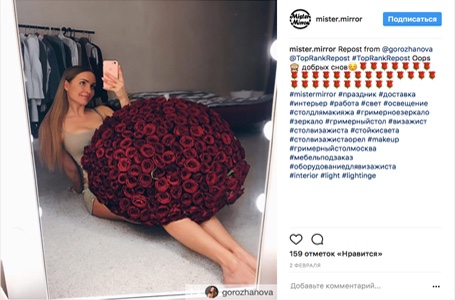 Mister
Mirror
mister.mirror
Подписаться
mister.mirror Repost from @gorozhanova
@TopRankRepost #TopRankRepost Oops
добрых снов
#mistermirror #праздник #доставка
#интерьер #работа #свет #освещение
#столдлямакияжа #гримерноезеркало
#зеркало #гримерныйстол #визажист
#столвизажиста #стойкисвета
#столвизажистаорел #makeup
#гримерныйстолмосква
#мебельподзаказ
#оборудованиедлявизажиста
#interior #light #lightinge
159 отметок «Нравится»
2 ФЕВРАЛЯ
Добавьте комментарий...
gorozhanova